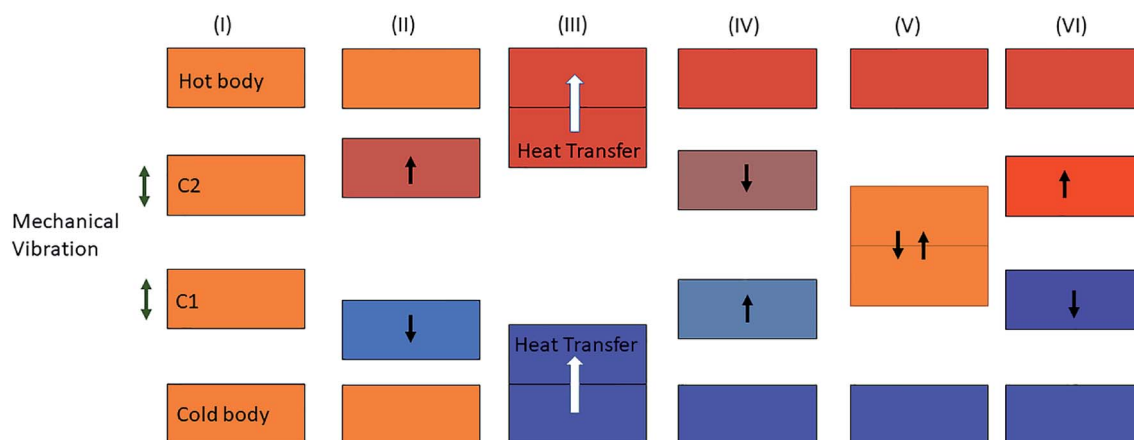 (I) (II) (III) (IV) (V) (VI)
Hot body
Heat Transfer
C2
Mechanical
Vibration
C1
Heat Transfer
Cold body